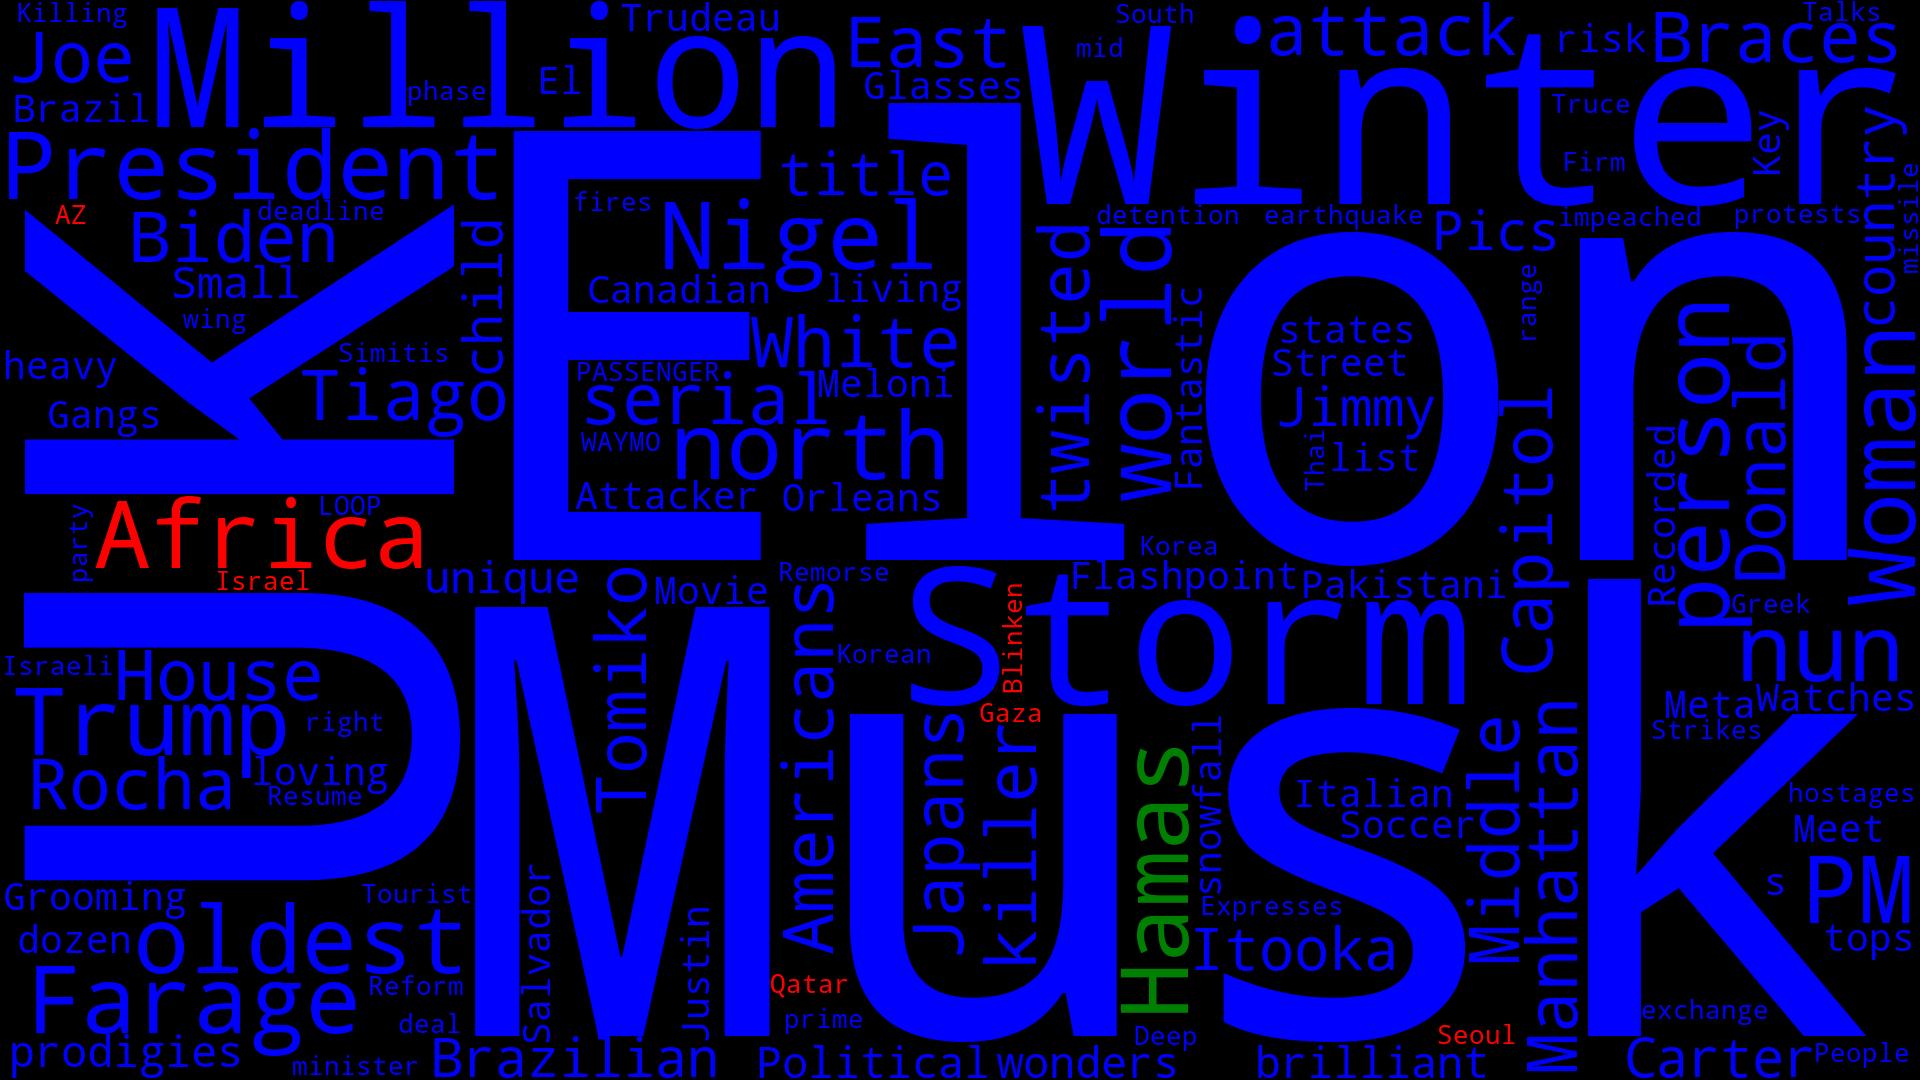 Killing
Joe
Brazil
Million
phase
El
Trudeau
East
Glasses
South
mid
Winter
attack
risk
Braces
Talks
Truce
Firm
Key
country
missile
President
AZ
Biden
deadline
Small
wing
Simitis
heavy
Gangs
Tiago
child
UK
Elon
fires
title
Nigel
Canadian
living
White
PASSENGER
serial
Meloni
WAYMO
north
Attacker
Orleans
twisted
world
Fantastic
detention
earthquake
Pics
impeached
protests
range
states
Street
Jimmy
Thai
list
Capitol
Recorded
person
Donald
Woman
party
Africa
LOOP
Israel
unique
Tomiko
Movie
Remorse
Korea
Flashpoint
Pakistani
Greek
nun
Israeli
House
Trump
right
Rocha
loving
Resume
Musk
Americans
Korean
Storm
Blinken
Gaza
Japans
killer
Hamas
snowfall
Italian
Soccer
Middle
Manhattan
Meta
Watches
Strikes
hostages
Meet
s
PM
tops
Grooming
Tourist
dozen
oldest
Farage
Reform
deal
prodigies
minister
Salvador
Justin
Brazilian
Qatar
prime
Political
wonders
Deep
Expresses
Itooka
brilliant
Seoul
exchange
Carter
People